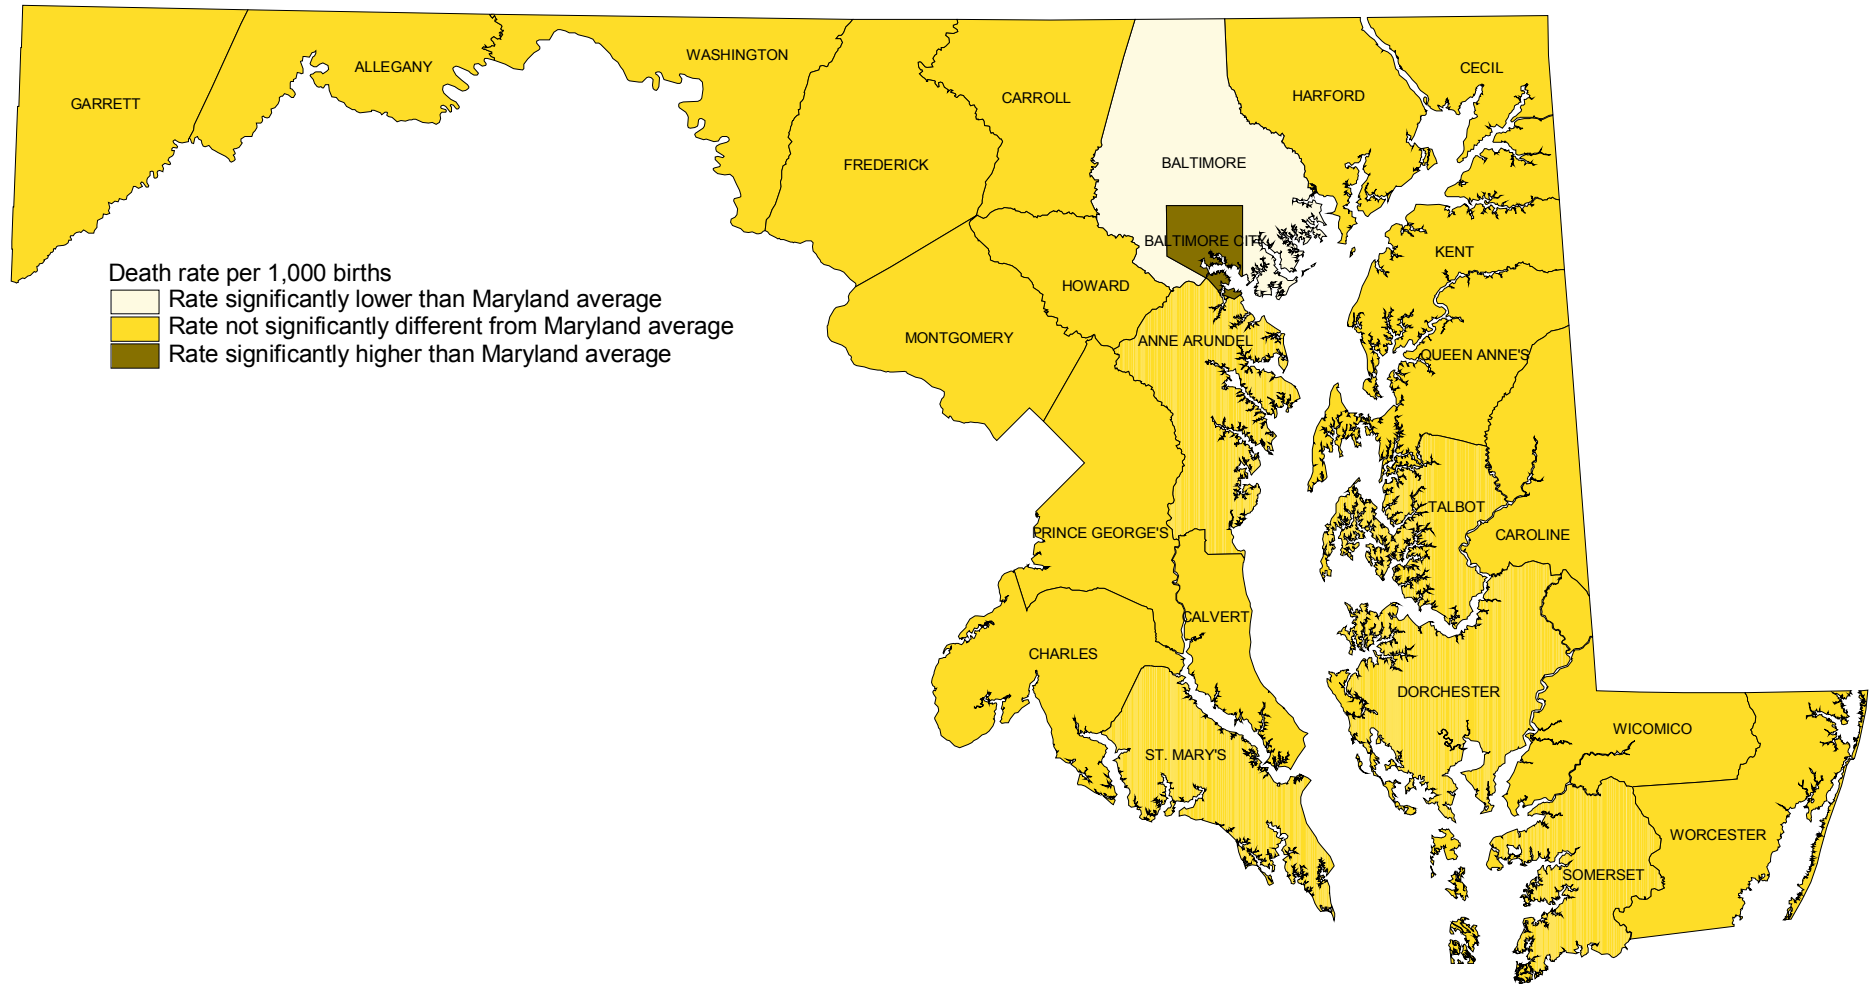 WASHINGTON
ALLEGANY
CECIL
HARFORD
CARROLL
GARRETT
BALTIMORE
FREDERICK
BALTIMORE CITY
KENT
Death rate per 1,000 births
Rate significantly lower than Maryland average
Rate not significantly different from Maryland average
Rate significantly higher than Maryland average
HOWARD
MONTGOMERY
ANNE ARUNDEL
QUEEN ANNE'S
TALBOT
PRINCE GEORGE'S
CAROLINE
CALVERT
CHARLES
DORCHESTER
WICOMICO
ST. MARY'S
WORCESTER
SOMERSET